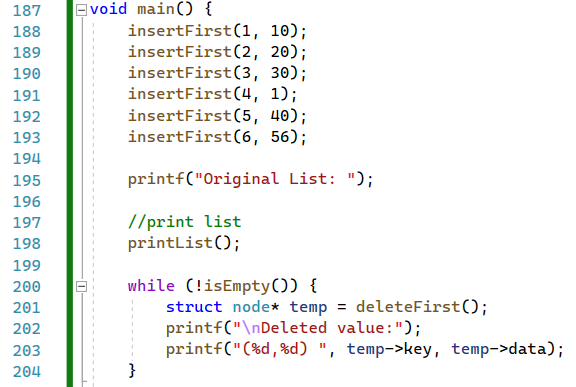 187 void main() {
188 insertFirst(1, 10);
189 insertFirst(2, 20);
190 insertFirst(3, 30);
191 insertFirst(4, 1);
192 insertFirst(5, 40);
193 insertFirst(6, 56);
194
195 printf("Original List: ");
196
197 //print list
198 printList();
199
200 while (!isEmpty()) {
201 struct node* temp = deleteFirst();
202 printf("\nDeleted value:");
203 printf("(%d,%d) ", temp->key, temp->data);
204 }